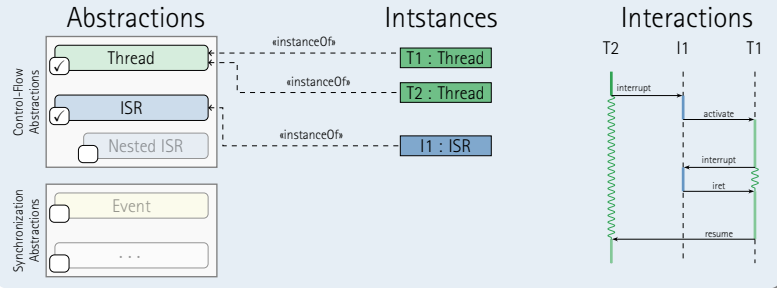 Abstractions
Intstances
Interactions
Control-Flow
Abstractions
Thread
ISR
Nested ISR
Synchronization
Abstractions
Event
. . .
«instanceOf»
«instanceOf»
«instanceOf»
T1 : Thread
T2 : Thread
I1 : ISR
T2 I1 T1
interrupt
activate
interrupt
iret
resume